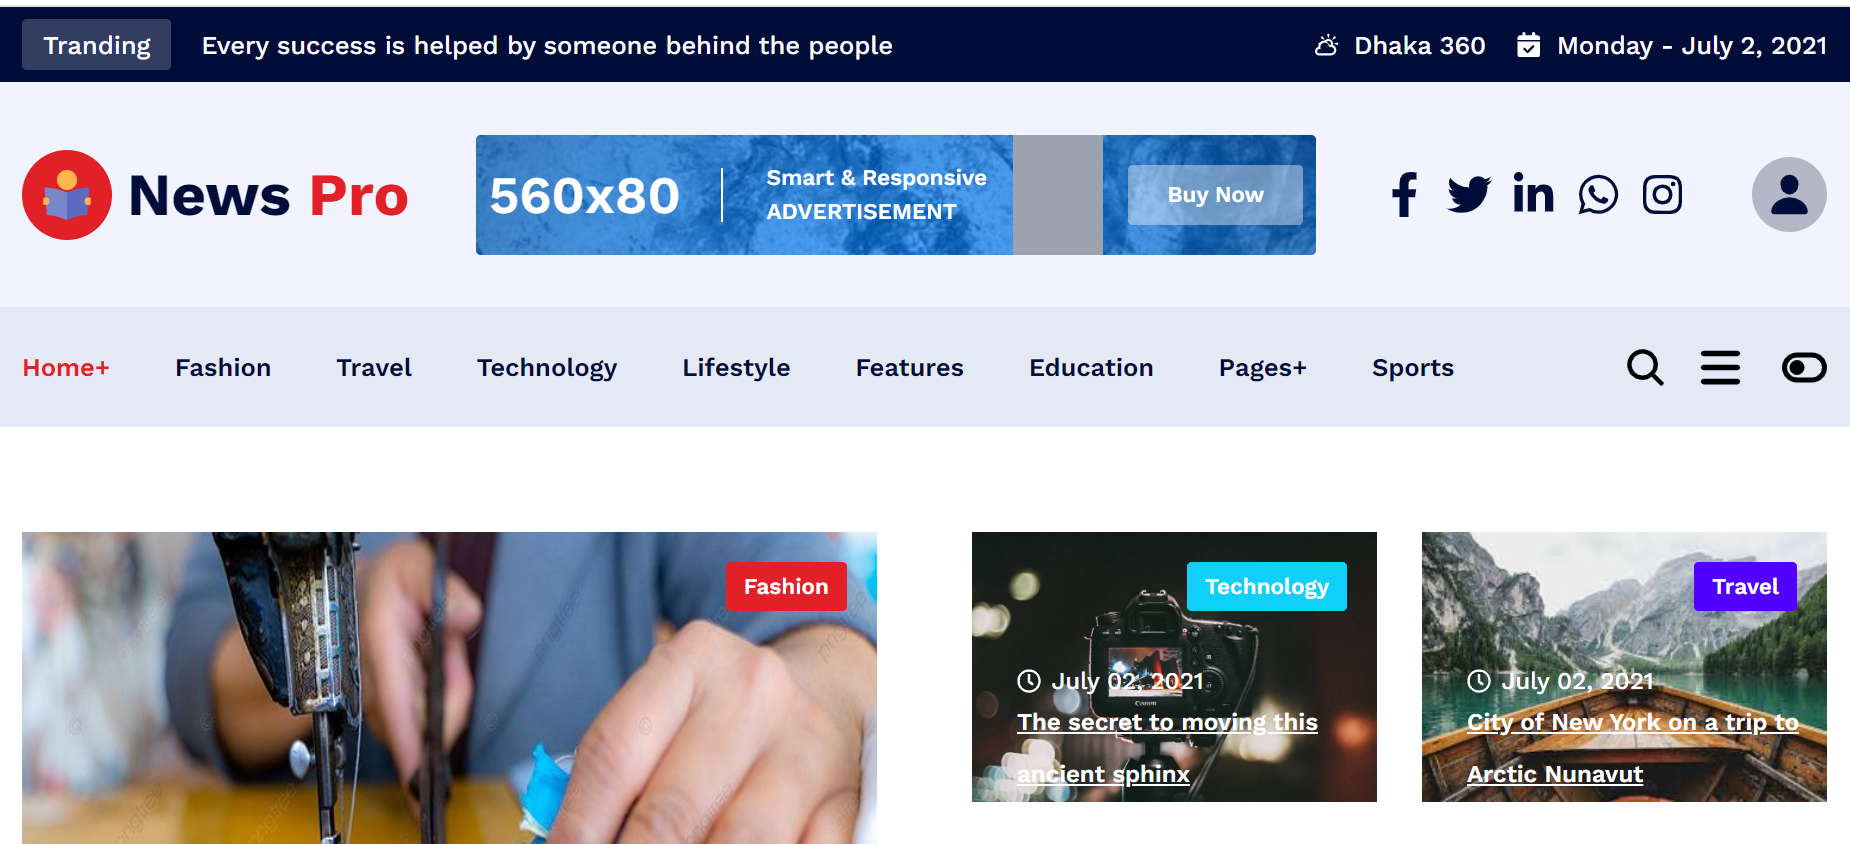 Tranding Every success is helped by someone behind the people Dhaka 360 Monday - July 2, 2021
News Pro
560x80
Smart & Responsive
ADVERTISEMENT
Buy Now
Home+ Fashion Travel Technology Lifestyle Features Education Pages+ Sports
Fashion
pngtree
Technology
Canon
July 02, 2021
The secret to moving this
ancient sphinx
Travel
July 02, 2021
City of New York on a trip to
Arctic Nunavut